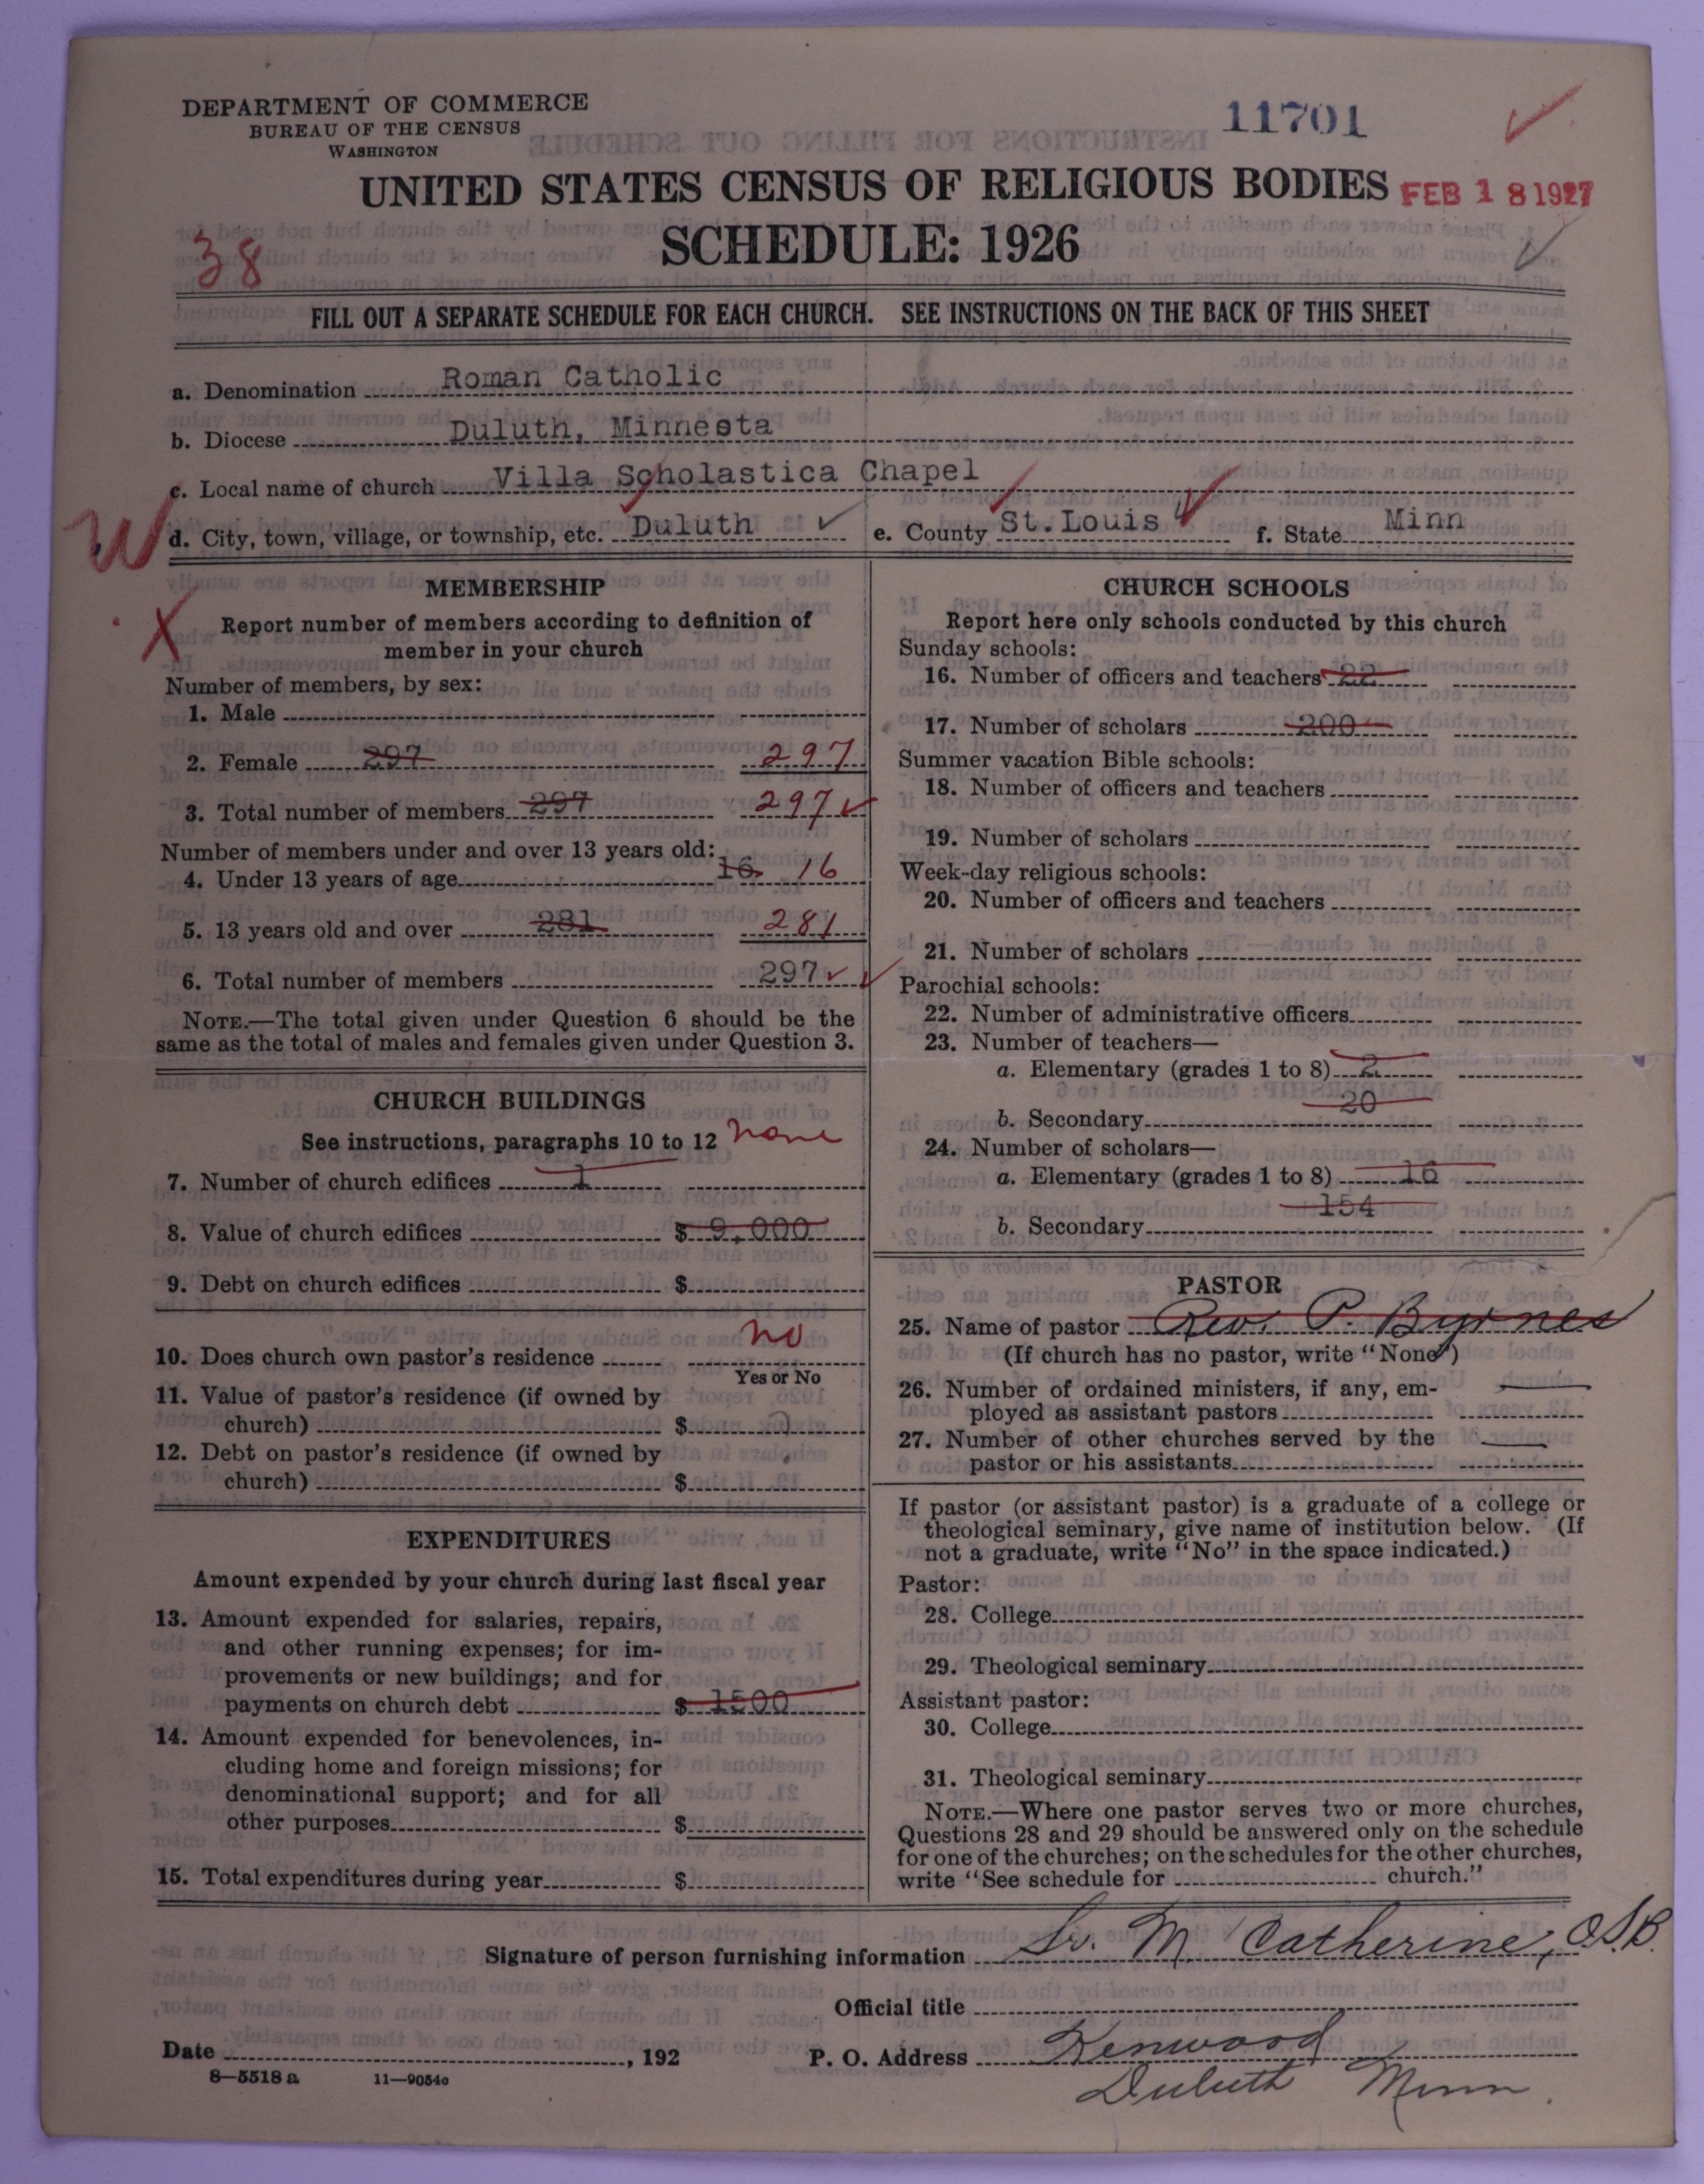 DEPARTMENT OF COMMERCE
BUREAU OF THE CENSUS
WASHINGTON
11701
UNITED STATES CENSUS OF RELIGIOUS BODIES
FEB 18 1927
SCHEDULE: 1926
38
FILL OUT A SEPARATE SCHEDULE FOR EACH CHURCH. SEE INSTRUCTIONS ON THE BACK OF THIS SHEET
a. Denomination Roman Catholic
b. Diocese Duluth, Minnesota
c. Local name of church Villa Scholastica Chapel
W
d. City, town, village, or township, etc. Duluth e. County St. Louis f. State Minn
MEMBERSHIP
X
Report number of members according to definition of
member in your church
Number of members, by sex:
1. Male
2. Female 297 297
3. Total number of members 297 297
Number of members under and over 13 years old:
4. Under 13 years of age 16 16
5. 13 years old and over 281 281
6. Total number of members 297
NOTE.—The total given under Question 6 should be the
same as the total of males and females given under Question 3.
CHURCH BUILDINGS
See instructions, paragraphs 10 to 12 none
7. Number of church edifices 1
8. Value of church edifices $ 9,000
9. Debt on church edifices $
no
10. Does church own pastor's residence
Yes or No
11. Value of pastor's residence (if owned by
church) $
12. Debt on pastor's residence (if owned by
church) $
EXPENDITURES
Amount expended by your church during last fiscal year
13. Amount expended for salaries, repairs,
and other running expenses; for im-
provements or new buildings; and for
payments on church debt $ 1500
14. Amount expended for benevolences, in-
cluding home and foreign missions; for
denominational support; and for all
other purposes $
15. Total expenditures during year $
CHURCH SCHOOLS
Report here only schools conducted by this church
Sunday schools:
16. Number of officers and teachers 22
17. Number of scholars 200
Summer vacation Bible schools:
18. Number of officers and teachers
19. Number of scholars
Week-day religious schools:
20. Number of officers and teachers
21. Number of scholars
Parochial schools:
22. Number of administrative officers
23. Number of teachers—
a. Elementary (grades 1 to 8) 2
b. Secondary 20
24. Number of scholars—
a. Elementary (grades 1 to 8) 16
b. Secondary 154
PASTOR
25. Name of pastor Rev. P. Byrnes
(If church has no pastor, write "None")
26. Number of ordained ministers, if any, em-
ployed as assistant pastors
27. Number of other churches served by the
pastor or his assistants
If pastor (or assistant pastor) is a graduate of a college or
theological seminary, give name of institution below. (If
not a graduate, write "No" in the space indicated.)
Pastor:
28. College
29. Theological seminary
Assistant pastor:
30. College
31. Theological seminary
NOTE.—Where one pastor serves two or more churches,
Questions 28 and 29 should be answered only on the schedule
for one of the churches; on the schedules for the other churches,
write "See schedule for church."
Signature of person furnishing information Sr. M. Catherine, O.S.B.
Official title
Date , 192 P. O. Address Kenwood
Duluth Minn.
8—5518 a 11—9054c